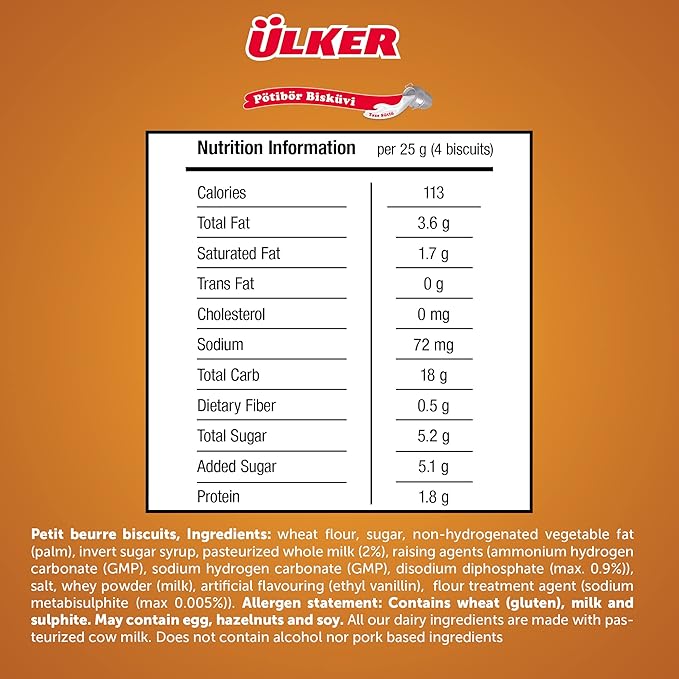 ÜLKER
Pötibör Bisküvi
Taze Sütlü
Nutrition Information per 25 g (4 biscuits)
Calories 113
Total Fat 3.6 g
Saturated Fat 1.7 g
Trans Fat 0 g
Cholesterol 0 mg
Sodium 72 mg
Total Carb 18 g
Dietary Fiber 0.5 g
Total Sugar 5.2 g
Added Sugar 5.1 g
Protein 1.8 g
Petit beurre biscuits, Ingredients: wheat flour, sugar, non-hydrogenated vegetable fat
(palm), invert sugar syrup, pasteurized whole milk (2%), raising agents (ammonium hydrogen
carbonate (GMP), sodium hydrogen carbonate (GMP), disodium diphosphate (max. 0.9%)),
salt, whey powder (milk), artificial flavouring (ethyl vanillin), flour treatment agent (sodium
metabisulphite (max 0.005%)). Allergen statement: Contains wheat (gluten), milk and
sulphite. May contain egg, hazelnuts and soy. All our dairy ingredients are made with pas-
teurized cow milk. Does not contain alcohol nor pork based ingredients